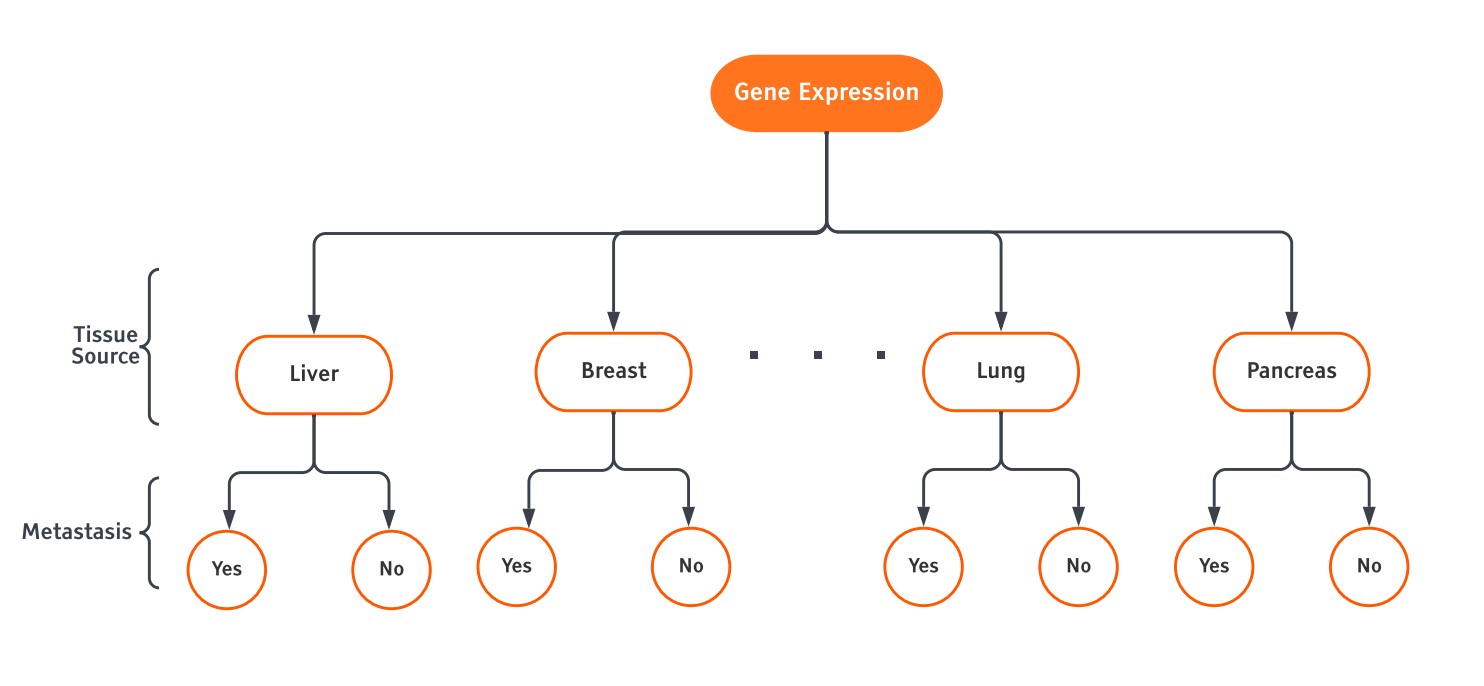 Gene Expression
Tissue
Source
Liver
Breast
Lung
Pancreas
Metastasis
Yes
No
Yes
No
Yes
No
Yes
No